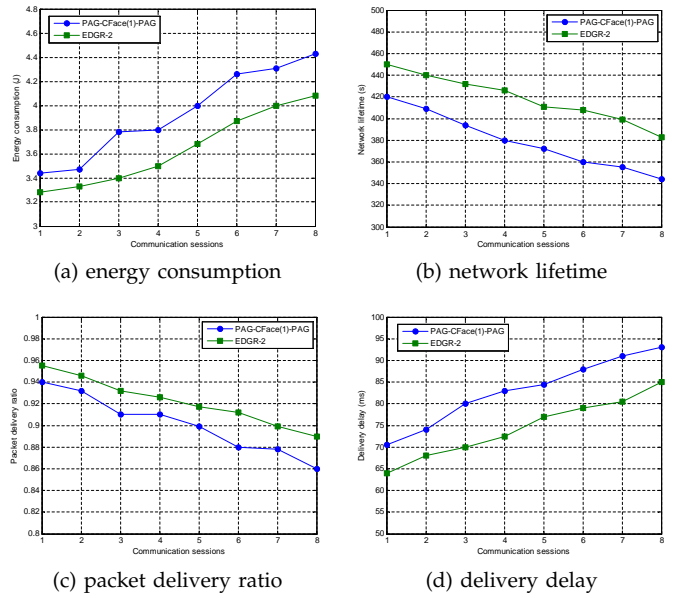 PAG-CFace(1)-PAG
EDGR-2
4.8
4.6
4.4
4.2
4
3.8
3.6
3.4
3.2
3
Energy consumption (J)
1 2 3 4 5 6 7 8
Communication sessions
(a) energy consumption
PAG-CFace(1)-PAG
EDGR-2
500
480
460
440
420
400
380
360
340
320
300
Network lifetime (s)
1 2 3 4 5 6 7 8
Communication sessions
(b) network lifetime
PAG-CFace(1)-PAG
EDGR-2
1
0.98
0.96
0.94
0.92
0.9
0.88
0.86
0.84
0.82
0.8
Packet delivery ratio
1 2 3 4 5 6 7 8
Communication sessions
(c) packet delivery ratio
PAG-CFace(1)-PAG
EDGR-2
100
95
90
85
80
75
70
65
60
55
50
Delivery delay (ms)
1 2 3 4 5 6 7 8
Communication sessions
(d) delivery delay